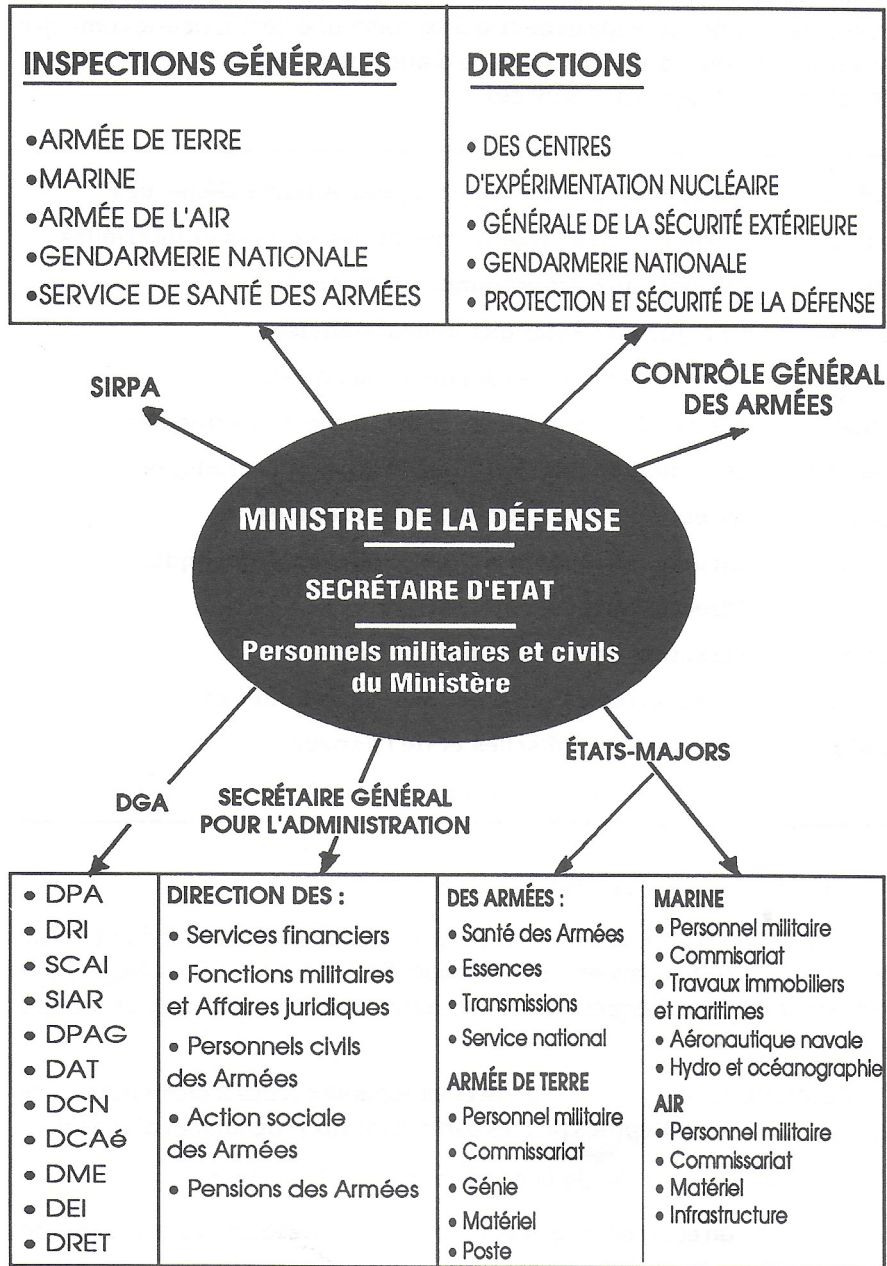 INSPECTIONS GÉNÉRALES
•ARMÉE DE TERRE
•MARINE
•ARMÉE DE L'AIR
•GENDARMERIE NATIONALE
•SERVICE DE SANTÉ DES ARMÉES
DIRECTIONS
• DES CENTRES
D'EXPÉRIMENTATION NUCLÉAIRE
• GÉNÉRALE DE LA SÉCURITÉ EXTÉRIEURE
• GENDARMERIE NATIONALE
• PROTECTION ET SÉCURITÉ DE LA DÉFENSE
SIRPA
CONTRÔLE GÉNÉRAL
DES ARMÉES
MINISTRE DE LA DÉFENSE
SECRÉTAIRE D'ETAT
Personnels militaires et civils
du Ministère
DGA
SECRÉTAIRE GÉNÉRAL
POUR L'ADMINISTRATION
ÉTATS-MAJORS
• DPA
• DRI
• SCAI
• SIAR
• DPAG
• DAT
• DCN
• DCAé
• DME
• DEI
• DRET
DIRECTION DES :
• Services financiers
• Fonctions militaires
et Affaires juridiques
• Personnels civils
des Armées
• Action sociale
des Armées
• Pensions des Armées
DES ARMÉES :
• Santé des Armées
• Essences
• Transmissions
• Service national
ARMÉE DE TERRE
• Personnel militaire
• Commissariat
• Génie
• Matériel
• Poste
MARINE
• Personnel militaire
• Commisariat
• Travaux immobiliers
et maritimes
• Aéronautique navale
• Hydro et océanographie
AIR
• Personnel militaire
• Commissariat
• Matériel
• Infrastructure